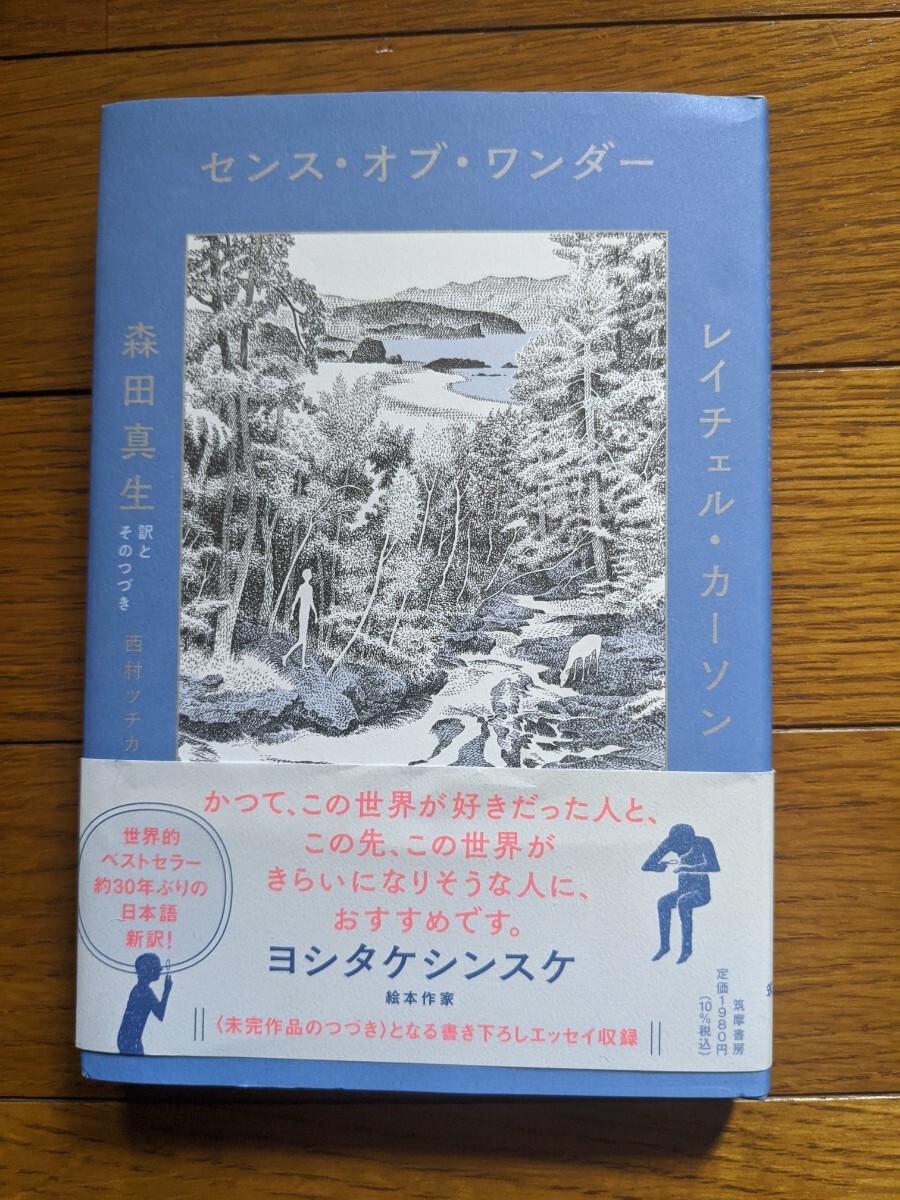 センス・オブ・ワンダー
レイチェル・カーソン
森田真生
訳と
そのつづき
西村ツチカ
かつて、この世界が好きだった人と、
この先、この世界が
きらいになりそうな人に、
おすすめです。
ヨシタケシンスケ
絵本作家
世界的
ベストセラー
約30年ぶりの
日本語
新訳!
〈未完作品のつづき〉となる書き下ろしエッセイ収録
筑摩書房
定価1980円
(10%税込)